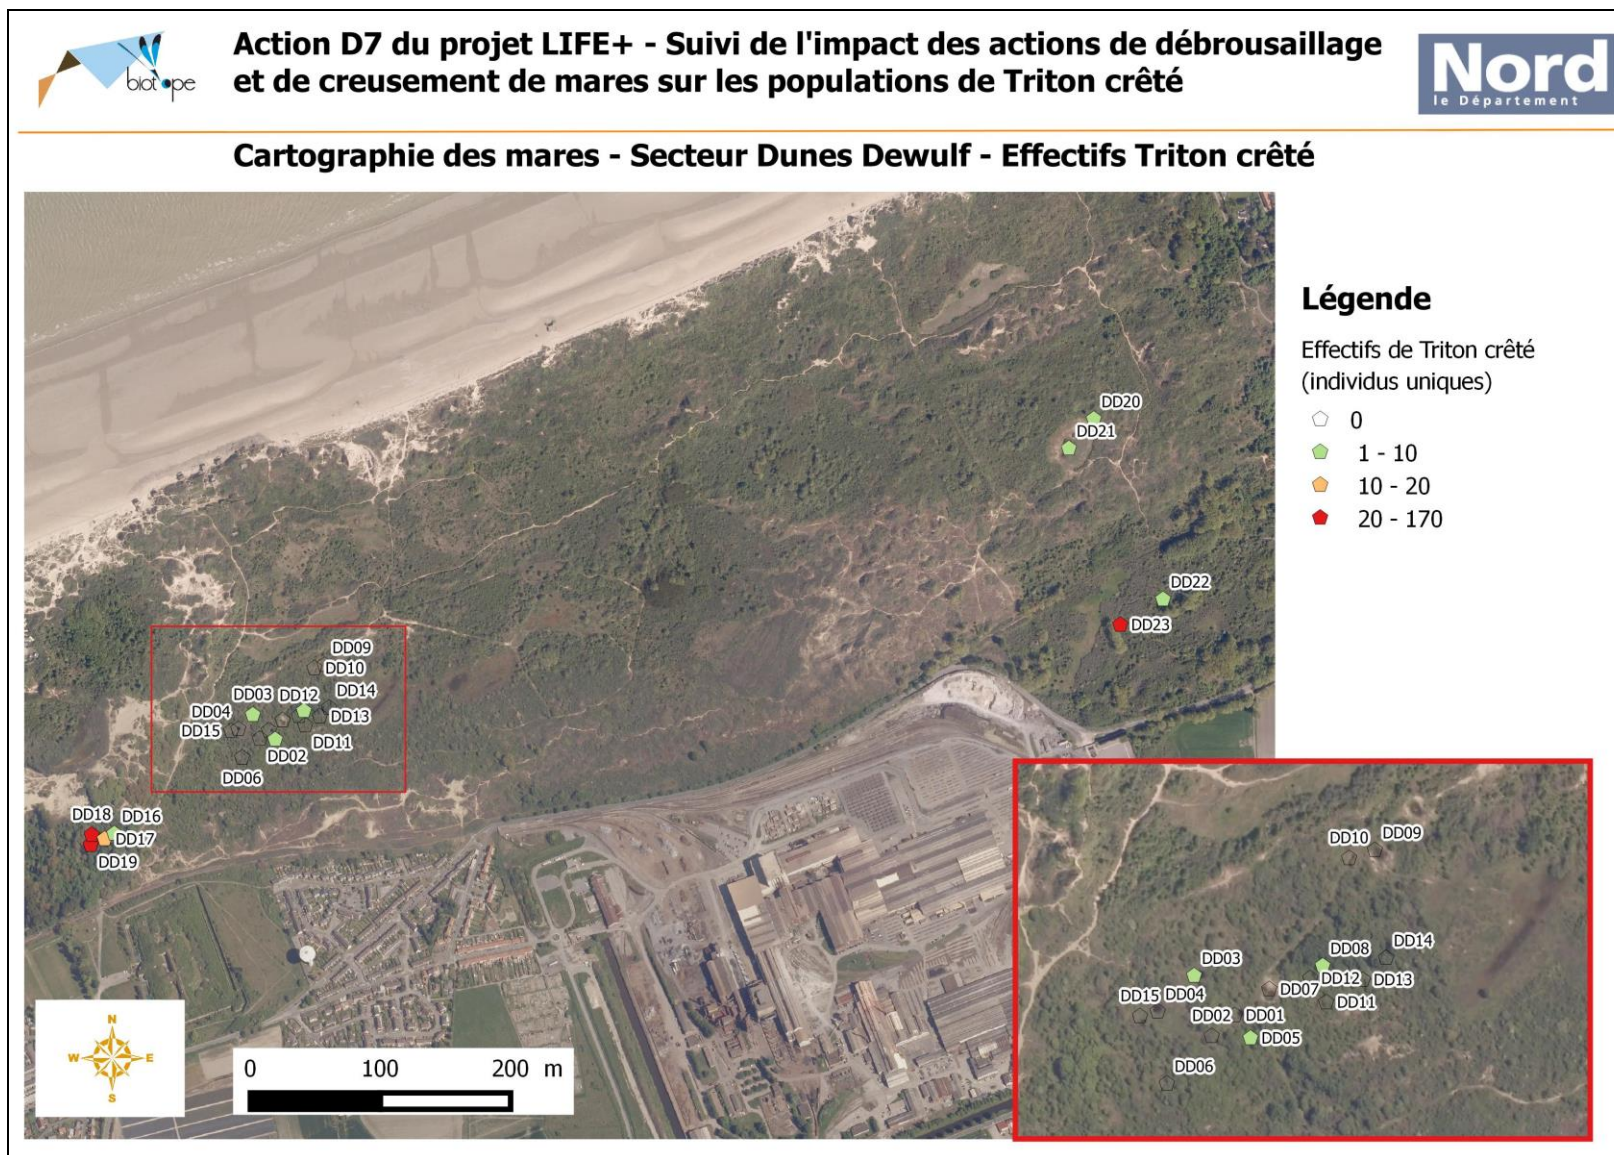 biotope
Action D7 du projet LIFE+ - Suivi de l'impact des actions de débrousaillage
et de creusement de mares sur les populations de Triton crêté
Nord
le Département
Cartographie des mares - Secteur Dunes Dewulf - Effectifs Triton crêté
Légende
Effectifs de Triton crêté
(individus uniques)
0
1 - 10
10 - 20
20 - 170
DD20
DD21
DD22
DD23
DD09
DD10
DD03
DD12
DD14
DD04
DD13
DD15
DD11
DD02
DD06
DD18
DD16
DD17
DD19
DD10
DD09
DD03
DD08
DD14
DD12
DD13
DD15
DD04
DD07
DD11
DD02
DD01
DD05
DD06
N
W
E
S
0
100
200 m